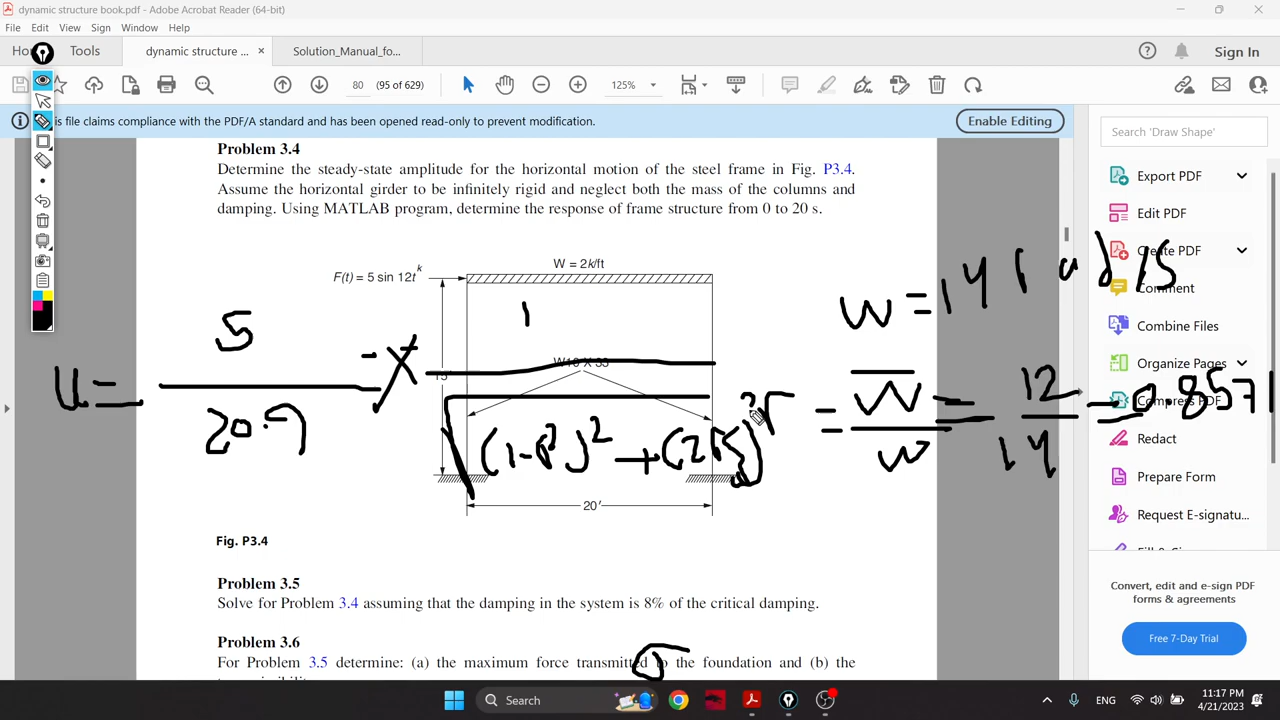 dynamic structure book.pdf - Adobe Acrobat Reader (64-bit)
File Edit View Sign Window Help
Tools dynamic structure ... × Solution_Manual_fo... Sign In
80 (95 of 629) 125%
is file claims compliance with the PDF/A standard and has been opened read-only to prevent modification. Enable Editing
Problem 3.4
Determine the steady-state amplitude for the horizontal motion of the steel frame in Fig. P3.4.
Assume the horizontal girder to be infinitely rigid and neglect both the mass of the columns and
damping. Using MATLAB program, determine the response of frame structure from 0 to 20 s.
W = 2k/ft
F(t) = 5 sin 12t k
20'
Fig. P3.4
Problem 3.5
Solve for Problem 3.4 assuming that the damping in the system is 8% of the critical damping.
Problem 3.6
For Problem 3.5 determine: (a) the maximum force transmitted to the foundation and (b) the
W = 14 rad/s
5
1
u =
20.9
r = W/W = 12/14 = 0.8571
Search 'Draw Shape'
Export PDF
Edit PDF
Create PDF
Comment
Combine Files
Organize Pages
Compress PDF
Redact
Prepare Form
Request E-signatu...
Adobe Acrobat
Convert, edit and e-sign PDF
forms & agreements
Free 7-Day Trial
Search
ENG
11:17 PM
4/21/2023